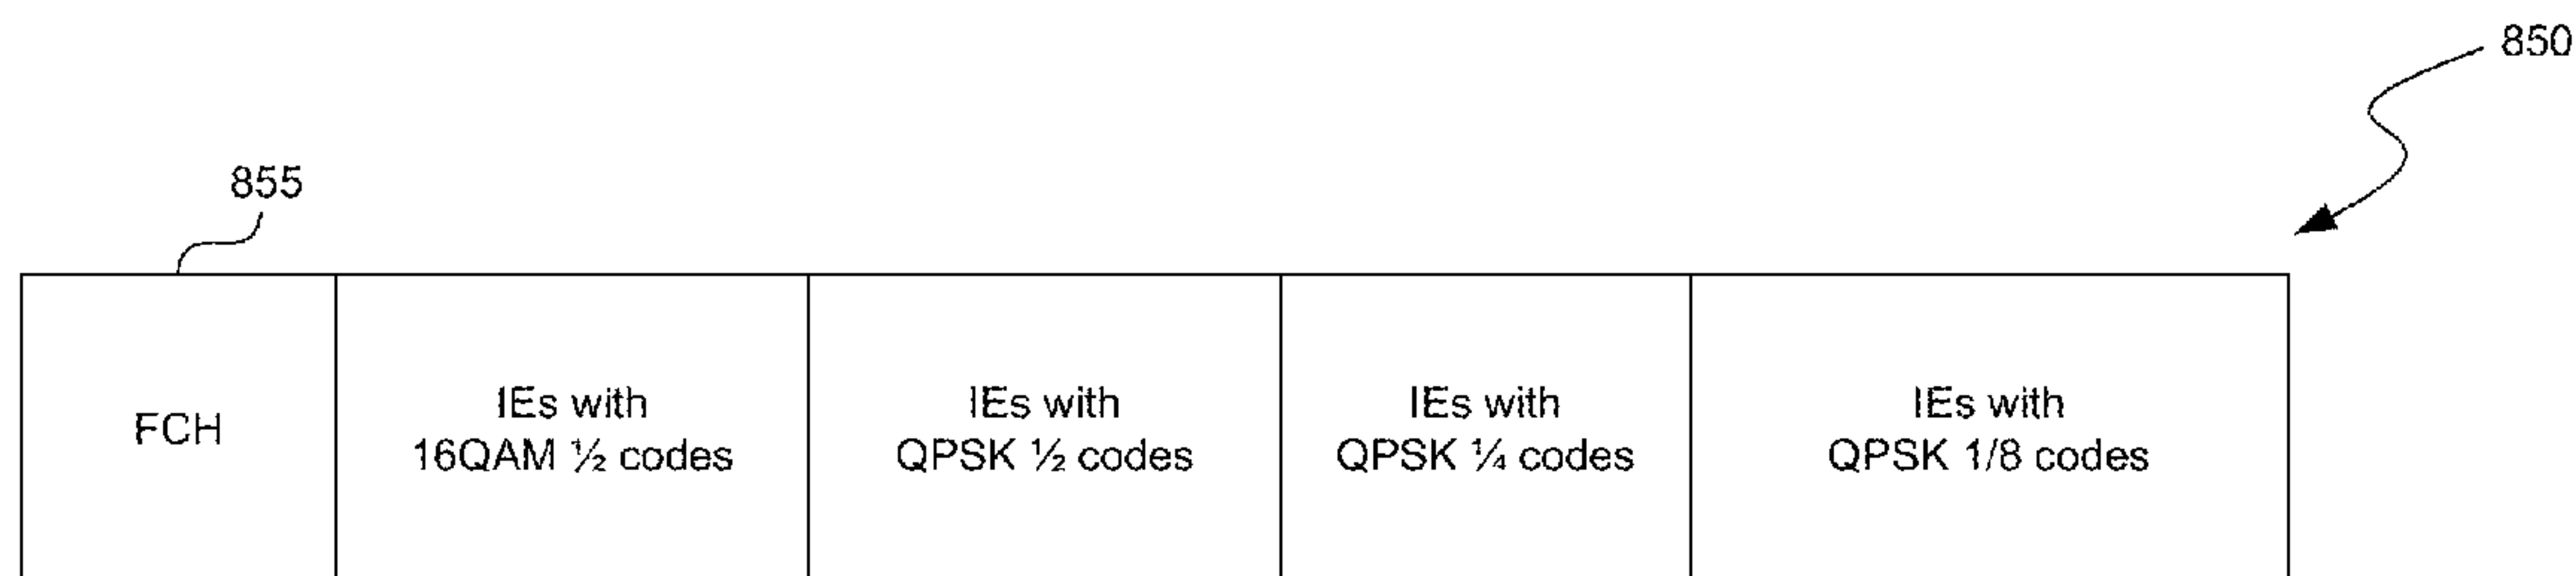 850
855
FCH
IEs with
16QAM ½ codes
IEs with
QPSK ½ codes
IEs with
QPSK ¼ codes
IEs with
QPSK 1/8 codes